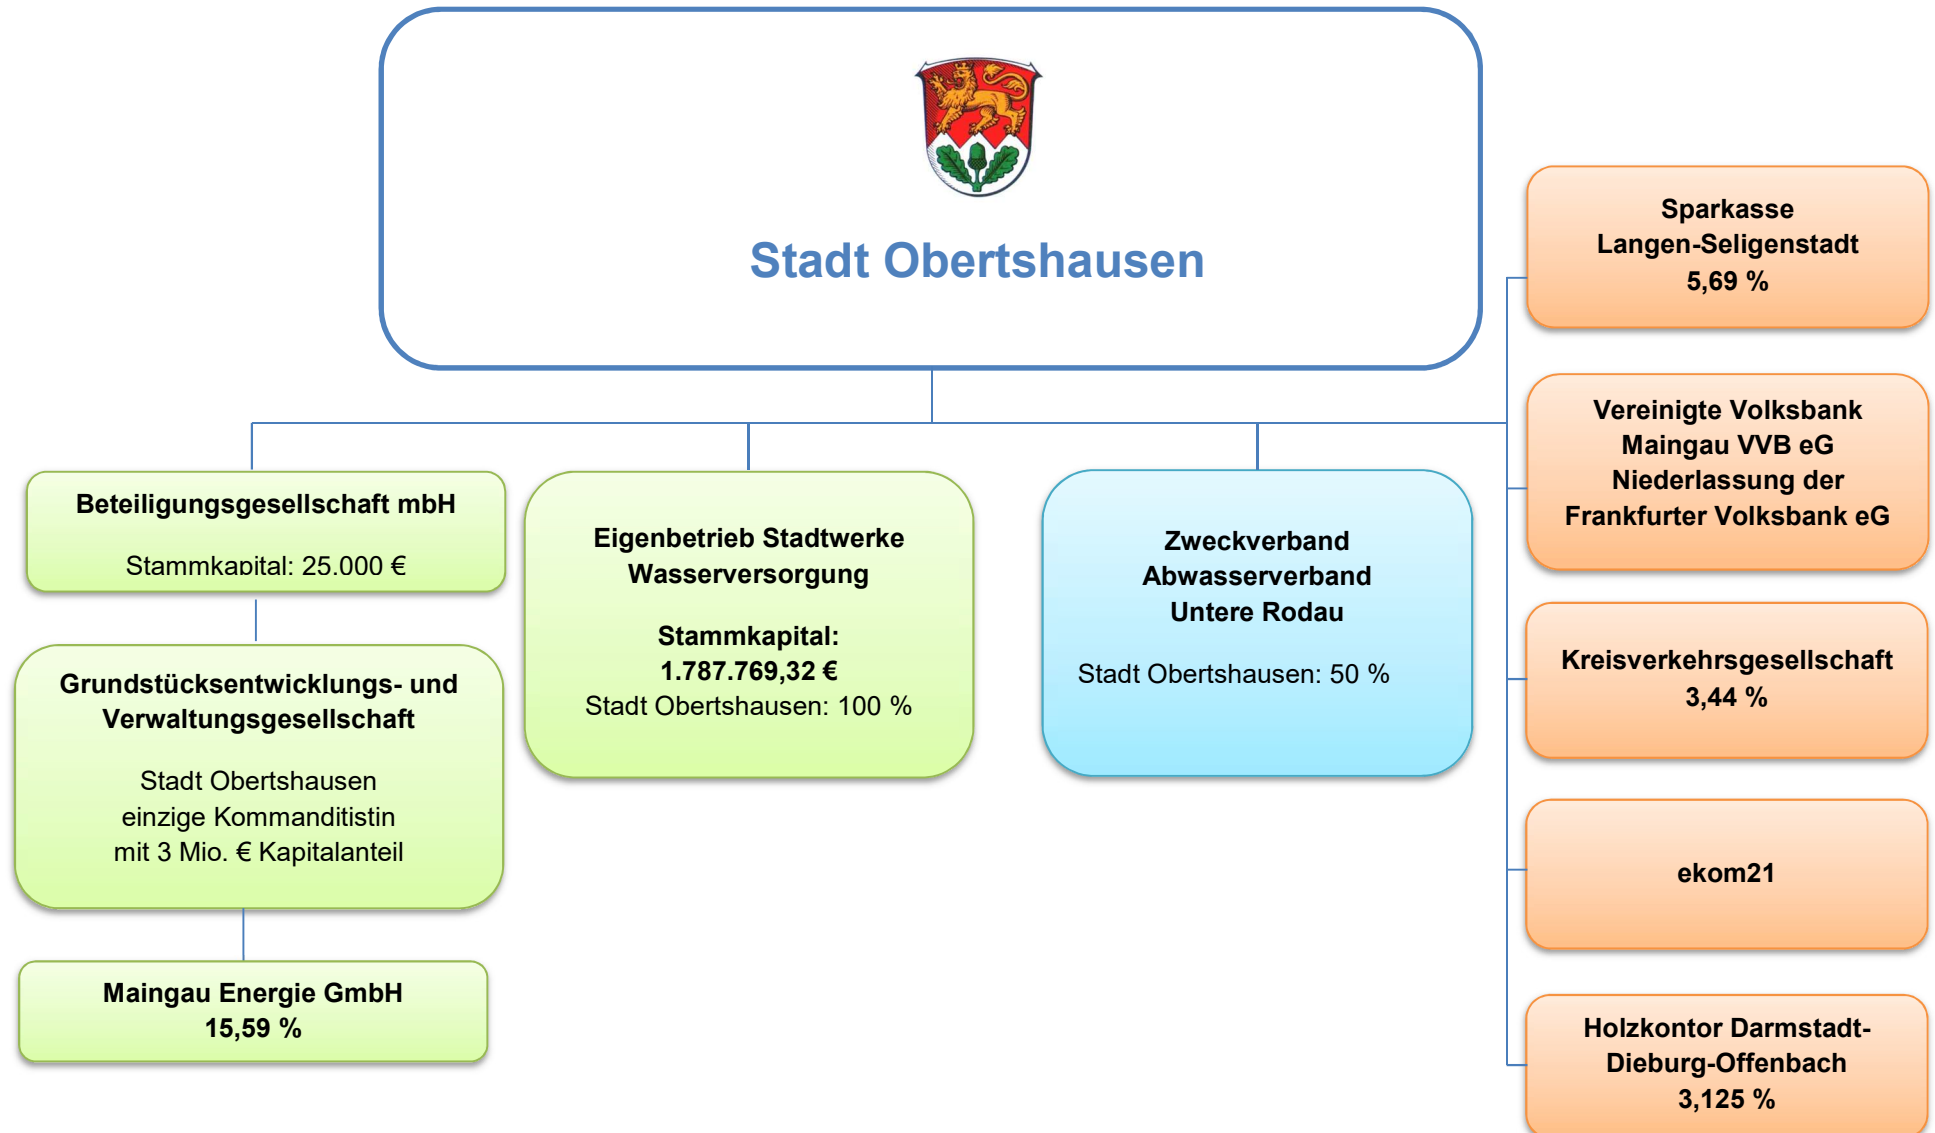 Stadt Obertshausen
Beteiligungsgesellschaft mbH
Stammkapital: 25.000 €
Grundstücksentwicklungs- und
Verwaltungsgesellschaft
Stadt Obertshausen
einzige Kommanditistin
mit 3 Mio. € Kapitalanteil
Maingau Energie GmbH
15,59 %
Eigenbetrieb Stadtwerke
Wasserversorgung
Stammkapital:
1.787.769,32 €
Stadt Obertshausen: 100 %
Zweckverband
Abwasserverband
Untere Rodau
Stadt Obertshausen: 50 %
Sparkasse
Langen-Seligenstadt
5,69 %
Vereinigte Volksbank
Maingau VVB eG
Niederlassung der
Frankfurter Volksbank eG
Kreisverkehrsgesellschaft
3,44 %
ekom21
Holzkontor Darmstadt-
Dieburg-Offenbach
3,125 %